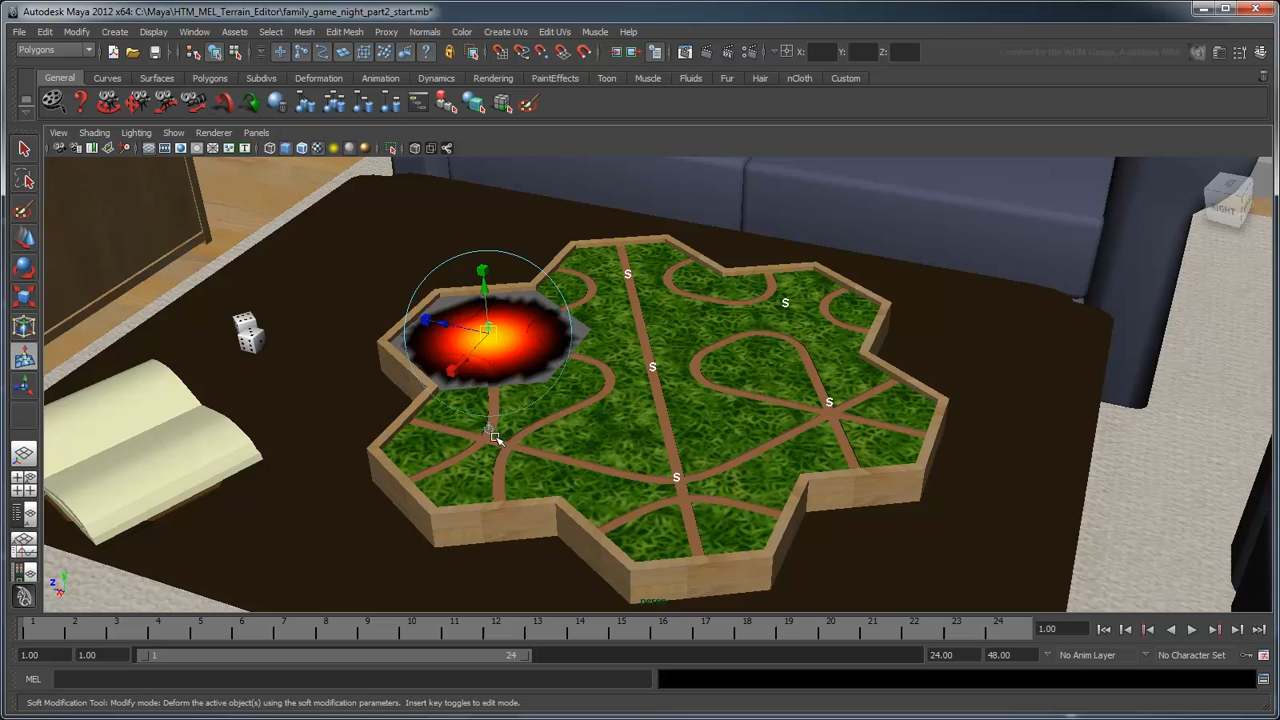 Autodesk Maya 2012 x64: C:\Maya\HTM_MEL_Terrain_Editor\family_game_night_part2_start.mb*
File Edit Modify Create Display Window Assets Select Mesh Edit Mesh Proxy Normals Color Create UVs Edit UVs Muscle Help
Polygons X: Y: Z:
General Curves Surfaces Polygons Subdivs Deformation Animation Dynamics Rendering PaintEffects Toon Muscle Fluids Fur Hair nCloth Custom
View Shading Lighting Show Renderer Panels
RIGHT
S
S
S
S
S
persp
1 2 3 4 5 6 7 8 9 10 11 12 13 14 15 16 17 18 19 20 21 22 23 24 1.00
1.00 1.00 1 24 24.00 48.00 No Anim Layer No Character Set
MEL
Soft Modification Tool: Modify mode: Deform the active object(s) using the soft modification parameters. Insert key toggles to edit mode.